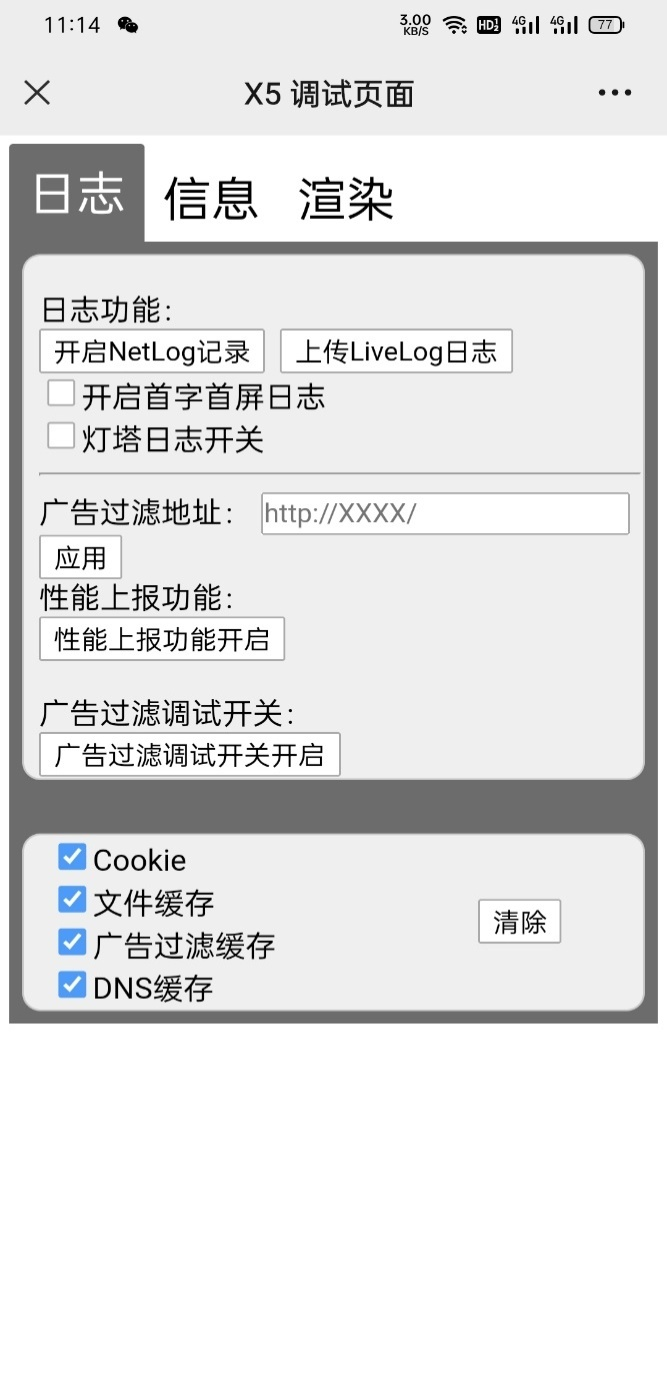 11:14 3.00 KB/S HD2 4G 4G 77
X5 调试页面
日志 信息 渲染
日志功能:
开启NetLog记录 上传LiveLog日志
开启首字首屏日志
灯塔日志开关
广告过滤地址: http://XXXX/
应用
性能上报功能:
性能上报功能开启
广告过滤调试开关:
广告过滤调试开关开启
Cookie
文件缓存
清除
广告过滤缓存
DNS缓存